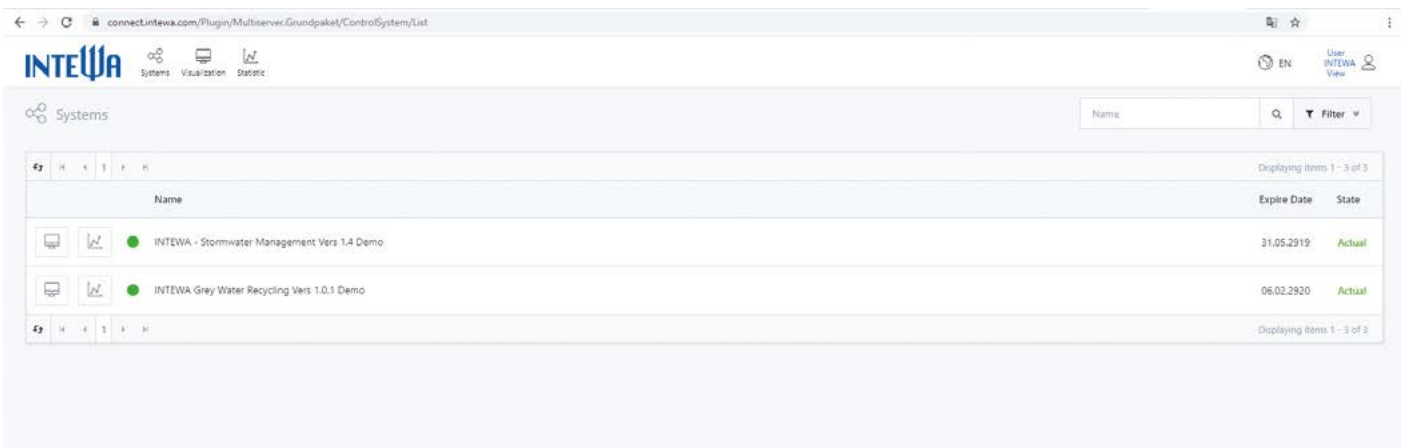 connect.intewa.com/Plugin/Multiserver.Grundpaket/ControlSystem/List
INTEWA
Systems Visualization Statistic
EN
User
INTEWA
View
Systems
Name
Filter
1
Displaying items 1 - 3 of 3
Name Expire Date State
INTEWA - Stormwater Management Vers 1.4 Demo 31.05.2919 Actual
INTEWA Grey Water Recycling Vers 1.0.1 Demo 06.02.2920 Actual
1
Displaying items 1 - 3 of 3